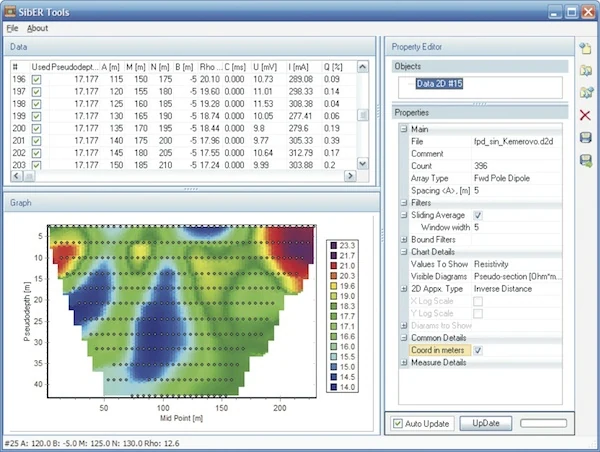 SibER Tools
File About
Data
# Used Pseudodept... A [m] M [m] N [m] B [m] Rho ... C [ms] U [mV] I [mA] Q [%]
196 17.177 115 150 175 -5 20.10 0.000 10.73 289.08 0.09
197 17.177 120 155 180 -5 19.60 0.000 11.01 298.33 0.14
198 17.177 125 160 185 -5 19.28 0.000 11.53 308.38 0.04
199 17.177 130 165 190 -5 18.74 0.000 10.05 277.41 0.06
200 17.177 135 170 195 -5 18.44 0.000 9.8 279.6 0.19
201 17.177 140 175 200 -5 17.96 0.000 9.77 305.33 0.39
202 17.177 145 180 205 -5 17.55 0.000 10.64 312.79 0.17
203 17.177 150 185 210 -5 17.24 0.000 9.99 303.88 0.2
Graph
Pseudodepth [m]
5
10
15
20
25
30
35
40
50 100 150 200
Mid Point [m]
23.3
21.7
21.0
20.3
19.6
19.0
18.3
17.7
17.1
16.6
16.0
15.5
15.0
14.5
14.0
Property Editor
Objects
Data 2D #15
Properties
Main
File fpd_sin_Kemerovo.d2d
Comment
Count 396
Array Type Fwd Pole Dipole
Spacing <A>, [m] 5
Filters
Sliding Average
Window width 5
Bound Filters
Chart Details
Values To Show Resistivity
Visible Diagrams Pseudo-section [Ohm*m...
2D Appx. Type Inverse Distance
X Log Scale
Y Log Scale
Diarams tro Show
Common Details
Coord in meters
Measure Details
Auto Update UpDate
#25 A: 120.0 B: -5.0 M: 125.0 N: 130.0 Rho: 12.6